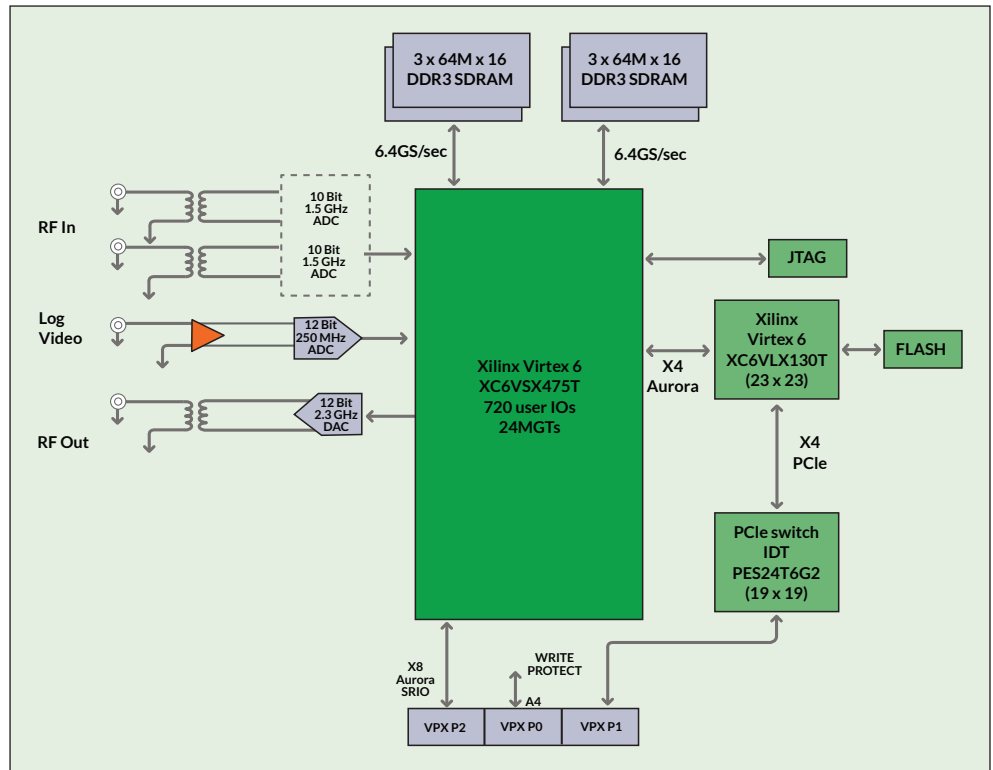 3 x 64M x 16
DDR3 SDRAM
3 x 64M x 16
DDR3 SDRAM
6.4GS/sec
6.4GS/sec
RF In
10 Bit
1.5 GHz
ADC
10 Bit
1.5 GHz
ADC
JTAG
Log
Video
12 Bit
250 MHz
ADC
Xilinx Virtex 6
XC6VSX475T
720 user IOs
24MGTs
X4
Aurora
Xilinx
Virtex 6
XC6VLX130T
(23 x 23)
FLASH
RF Out
12 Bit
2.3 GHz
DAC
X4
PCIe
PCIe switch
IDT
PES24T6G2
(19 x 19)
X8
Aurora
SRIO
WRITE
PROTECT
A4
VPX P2
VPX P0
VPX P1